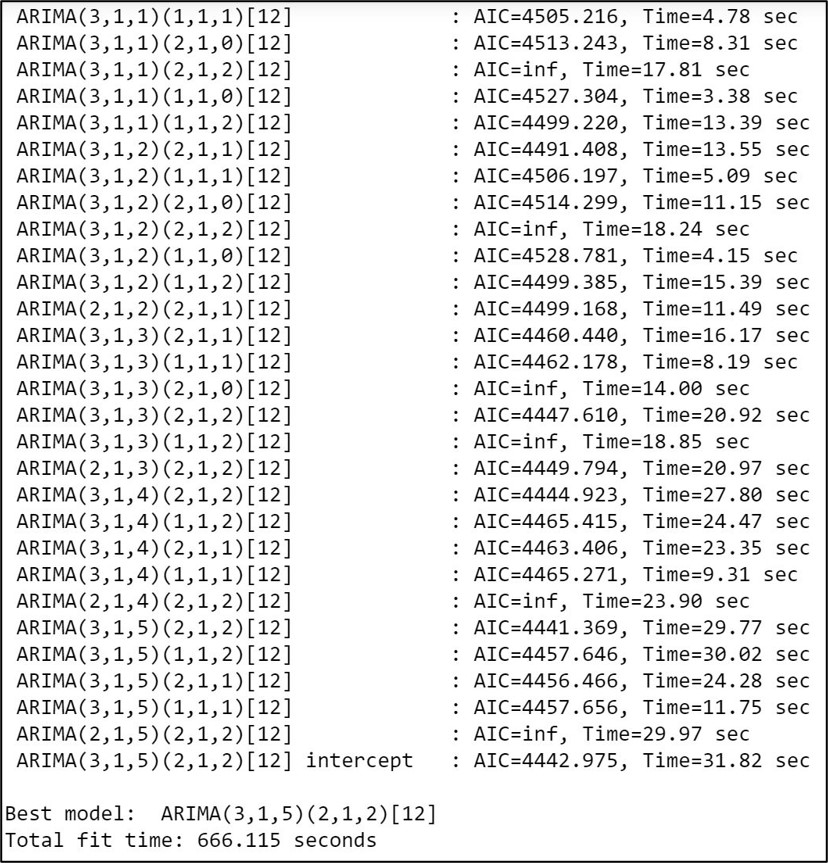 ARIMA(3,1,1)(1,1,1)[12] : AIC=4505.216, Time=4.78 sec
ARIMA(3,1,1)(2,1,0)[12] : AIC=4513.243, Time=8.31 sec
ARIMA(3,1,1)(2,1,2)[12] : AIC=inf, Time=17.81 sec
ARIMA(3,1,1)(1,1,0)[12] : AIC=4527.304, Time=3.38 sec
ARIMA(3,1,1)(1,1,2)[12] : AIC=4499.220, Time=13.39 sec
ARIMA(3,1,2)(2,1,1)[12] : AIC=4491.408, Time=13.55 sec
ARIMA(3,1,2)(1,1,1)[12] : AIC=4506.197, Time=5.09 sec
ARIMA(3,1,2)(2,1,0)[12] : AIC=4514.299, Time=11.15 sec
ARIMA(3,1,2)(2,1,2)[12] : AIC=inf, Time=18.24 sec
ARIMA(3,1,2)(1,1,0)[12] : AIC=4528.781, Time=4.15 sec
ARIMA(3,1,2)(1,1,2)[12] : AIC=4499.385, Time=15.39 sec
ARIMA(2,1,2)(2,1,1)[12] : AIC=4499.168, Time=11.49 sec
ARIMA(3,1,3)(2,1,1)[12] : AIC=4460.440, Time=16.17 sec
ARIMA(3,1,3)(1,1,1)[12] : AIC=4462.178, Time=8.19 sec
ARIMA(3,1,3)(2,1,0)[12] : AIC=inf, Time=14.00 sec
ARIMA(3,1,3)(2,1,2)[12] : AIC=4447.610, Time=20.92 sec
ARIMA(3,1,3)(1,1,2)[12] : AIC=inf, Time=18.85 sec
ARIMA(2,1,3)(2,1,2)[12] : AIC=4449.794, Time=20.97 sec
ARIMA(3,1,4)(2,1,2)[12] : AIC=4444.923, Time=27.80 sec
ARIMA(3,1,4)(1,1,2)[12] : AIC=4465.415, Time=24.47 sec
ARIMA(3,1,4)(2,1,1)[12] : AIC=4463.406, Time=23.35 sec
ARIMA(3,1,4)(1,1,1)[12] : AIC=4465.271, Time=9.31 sec
ARIMA(2,1,4)(2,1,2)[12] : AIC=inf, Time=23.90 sec
ARIMA(3,1,5)(2,1,2)[12] : AIC=4441.369, Time=29.77 sec
ARIMA(3,1,5)(1,1,2)[12] : AIC=4457.646, Time=30.02 sec
ARIMA(3,1,5)(2,1,1)[12] : AIC=4456.466, Time=24.28 sec
ARIMA(3,1,5)(1,1,1)[12] : AIC=4457.656, Time=11.75 sec
ARIMA(2,1,5)(2,1,2)[12] : AIC=inf, Time=29.97 sec
ARIMA(3,1,5)(2,1,2)[12] intercept : AIC=4442.975, Time=31.82 sec
Best model: ARIMA(3,1,5)(2,1,2)[12]
Total fit time: 666.115 seconds